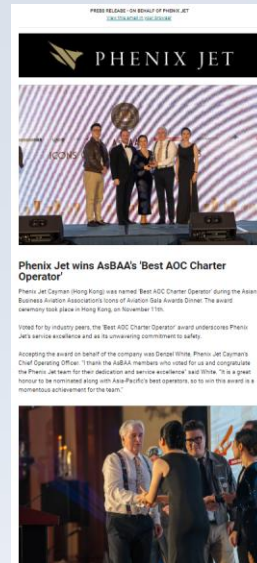 PRESS RELEASE - ON BEHALF OF PHENIX JET
View this email in your browser
PHENIX JET
ICONS
Phenix Jet wins AsBAA's 'Best AOC Charter
Operator'
Phenix Jet Cayman (Hong Kong) was named 'Best AOC Charter Operator' during the Asian
Business Aviation Association's Icons of Aviation Gala Awards Dinner. The award
ceremony took place in Hong Kong, on November 11th.
Voted for by industry peers, the 'Best AOC Charter Operator' award underscores Phenix
Jet's service excellence and as its unwavering commitment to safety.
Accepting the award on behalf of the company was Denzel White, Phenix Jet Cayman's
Chief Operating Officer. "I thank the AsBAA members who voted for us and congratulate
the Phenix Jet team for their dedication and service excellence" said White. "It is a great
honour to be nominated along with Asia-Pacific's best operators, so to win this award is a
momentous achievement for the team."